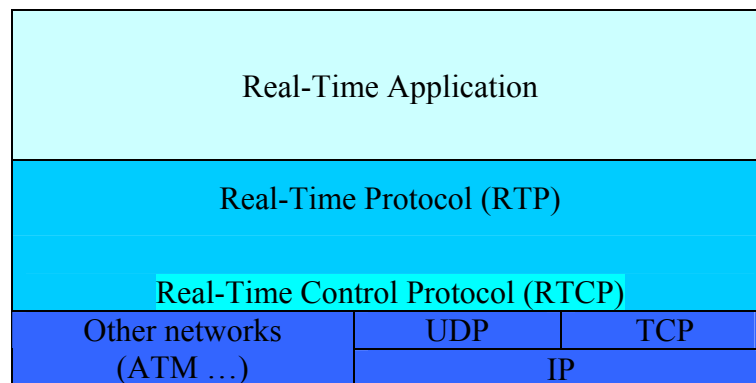 Real-Time Application
Real-Time Protocol (RTP)
Real-Time Control Protocol (RTCP)
Other networks
(ATM …)
UDP
TCP
IP